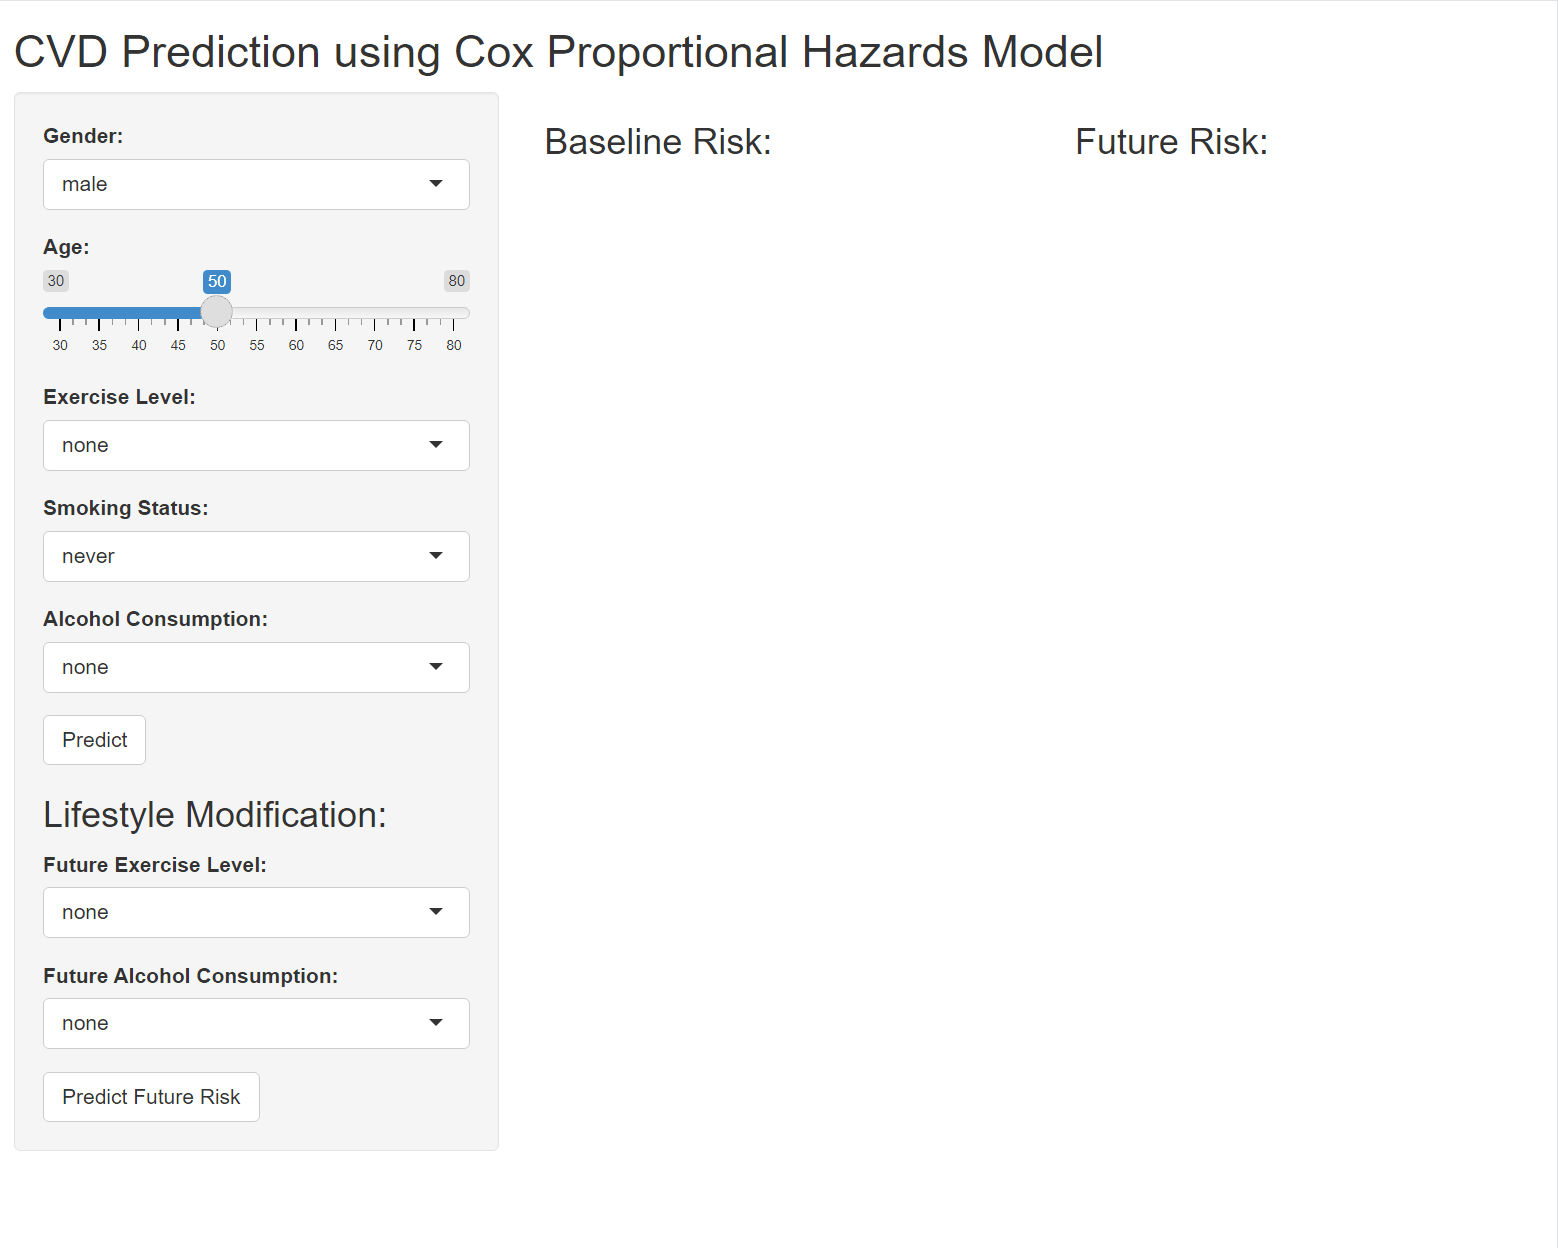 CVD Prediction using Cox Proportional Hazards Model
Gender:
male
Age:
30 50 80
30 35 40 45 50 55 60 65 70 75 80
Exercise Level:
none
Smoking Status:
never
Alcohol Consumption:
none
Predict
Lifestyle Modification:
Future Exercise Level:
none
Future Alcohol Consumption:
none
Predict Future Risk
Baseline Risk:
Future Risk: